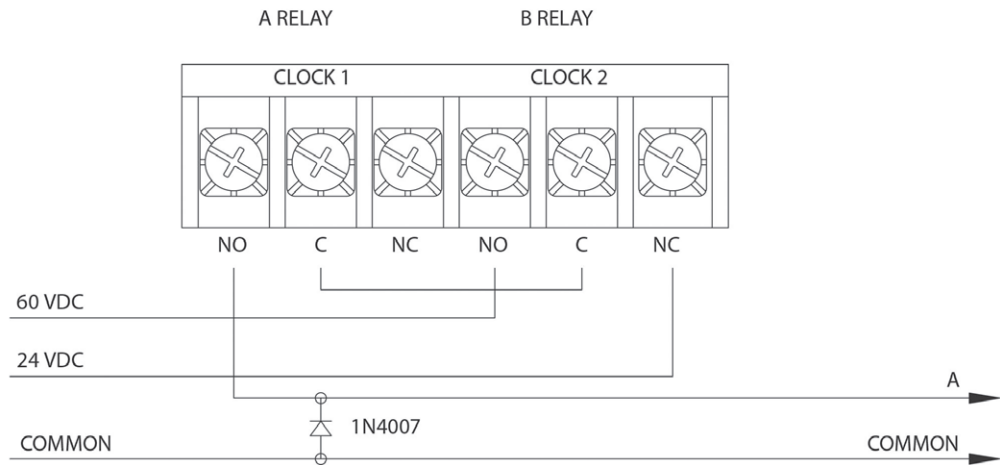 A RELAY B RELAY
CLOCK 1 CLOCK 2
NO C NC NO C NC
60 VDC
24 VDC
A
1N4007
COMMON COMMON